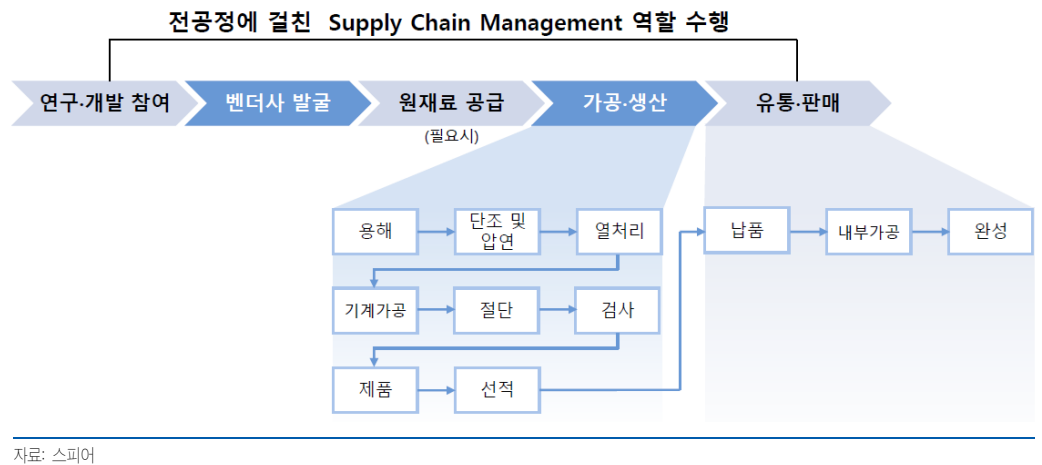 전공정에 걸친 Supply Chain Management 역할 수행
연구·개발 참여
벤더사 발굴
원재료 공급
(필요시)
가공·생산
유통·판매
용해
단조 및
압연
열처리
납품
내부가공
완성
기계가공
절단
검사
제품
선적
자료: 스피어